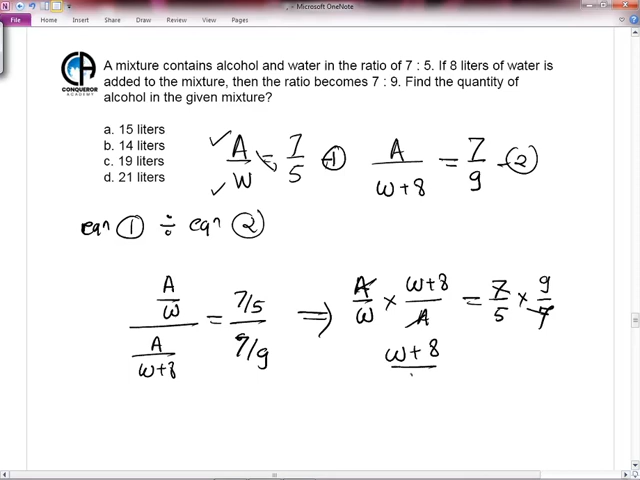 - Microsoft OneNote
File Home Insert Share Draw Review View
A mixture contains alcohol and water in the ratio of 7 : 5. If 8 liters of water is
added to the mixture, then the ratio becomes 7 : 9. Find the quantity of
alcohol in the given mixture?
CONQUEROR
ACADEMY
a. 15 liters
b. 14 liters
c. 19 liters
d. 21 liters
A/W = 7/5 - 1 A/(W+8) = 7/9 - 2
eqn 1 ÷ eqn 2
(A/W)/(A/(W+8)) = (7/5)/(7/9) ⇒ A/W × (W+8)/A = 7/5 × 9/7
W+8